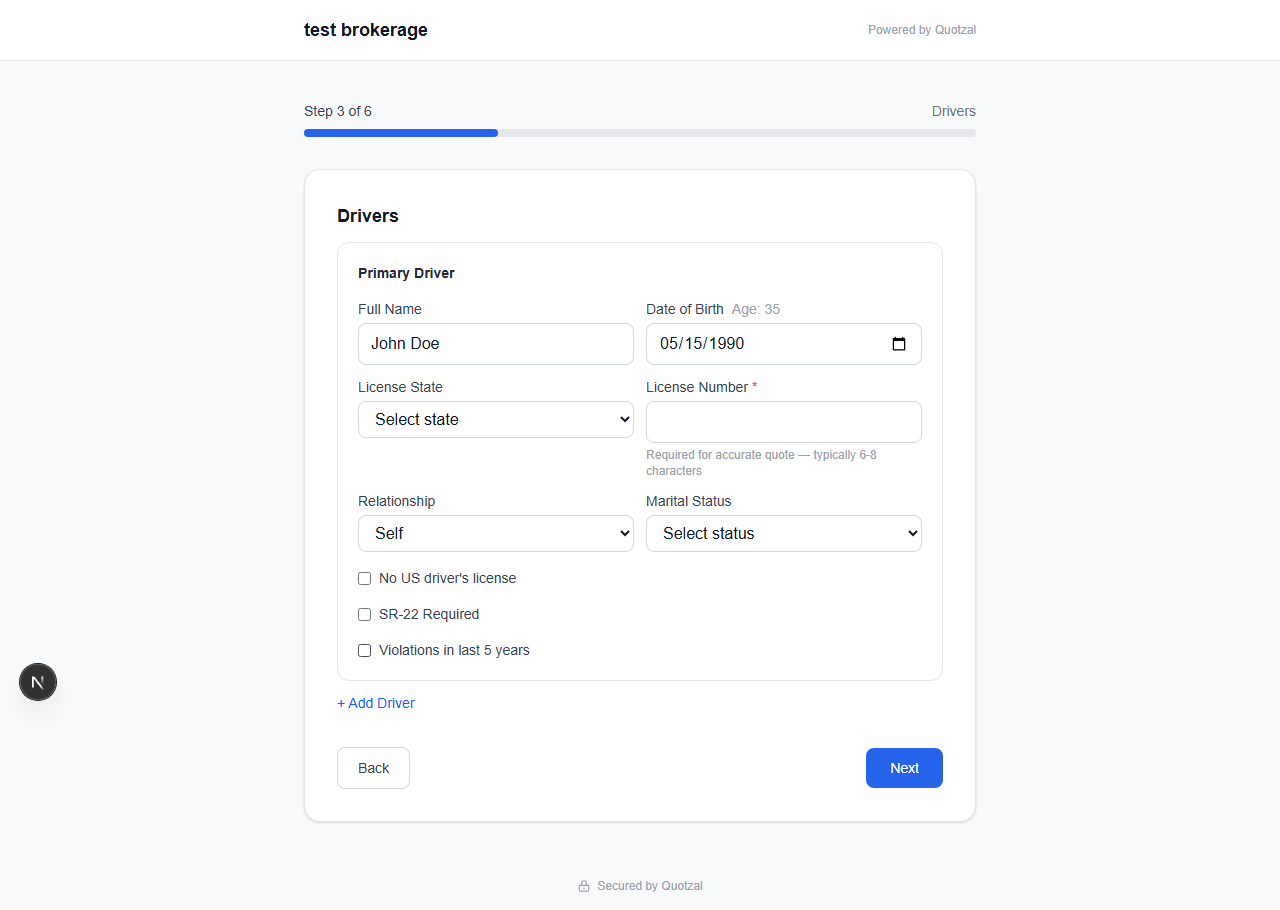 test brokerage
Powered by Quotzal
Step 3 of 6
Drivers
Drivers
Primary Driver
Full Name
Date of Birth Age: 35
John Doe
05/15/1990
License State
License Number *
Select state
Required for accurate quote — typically 6-8
characters
Relationship
Marital Status
Self
Select status
No US driver's license
SR-22 Required
Violations in last 5 years
N
+ Add Driver
Back
Next
Secured by Quotzal